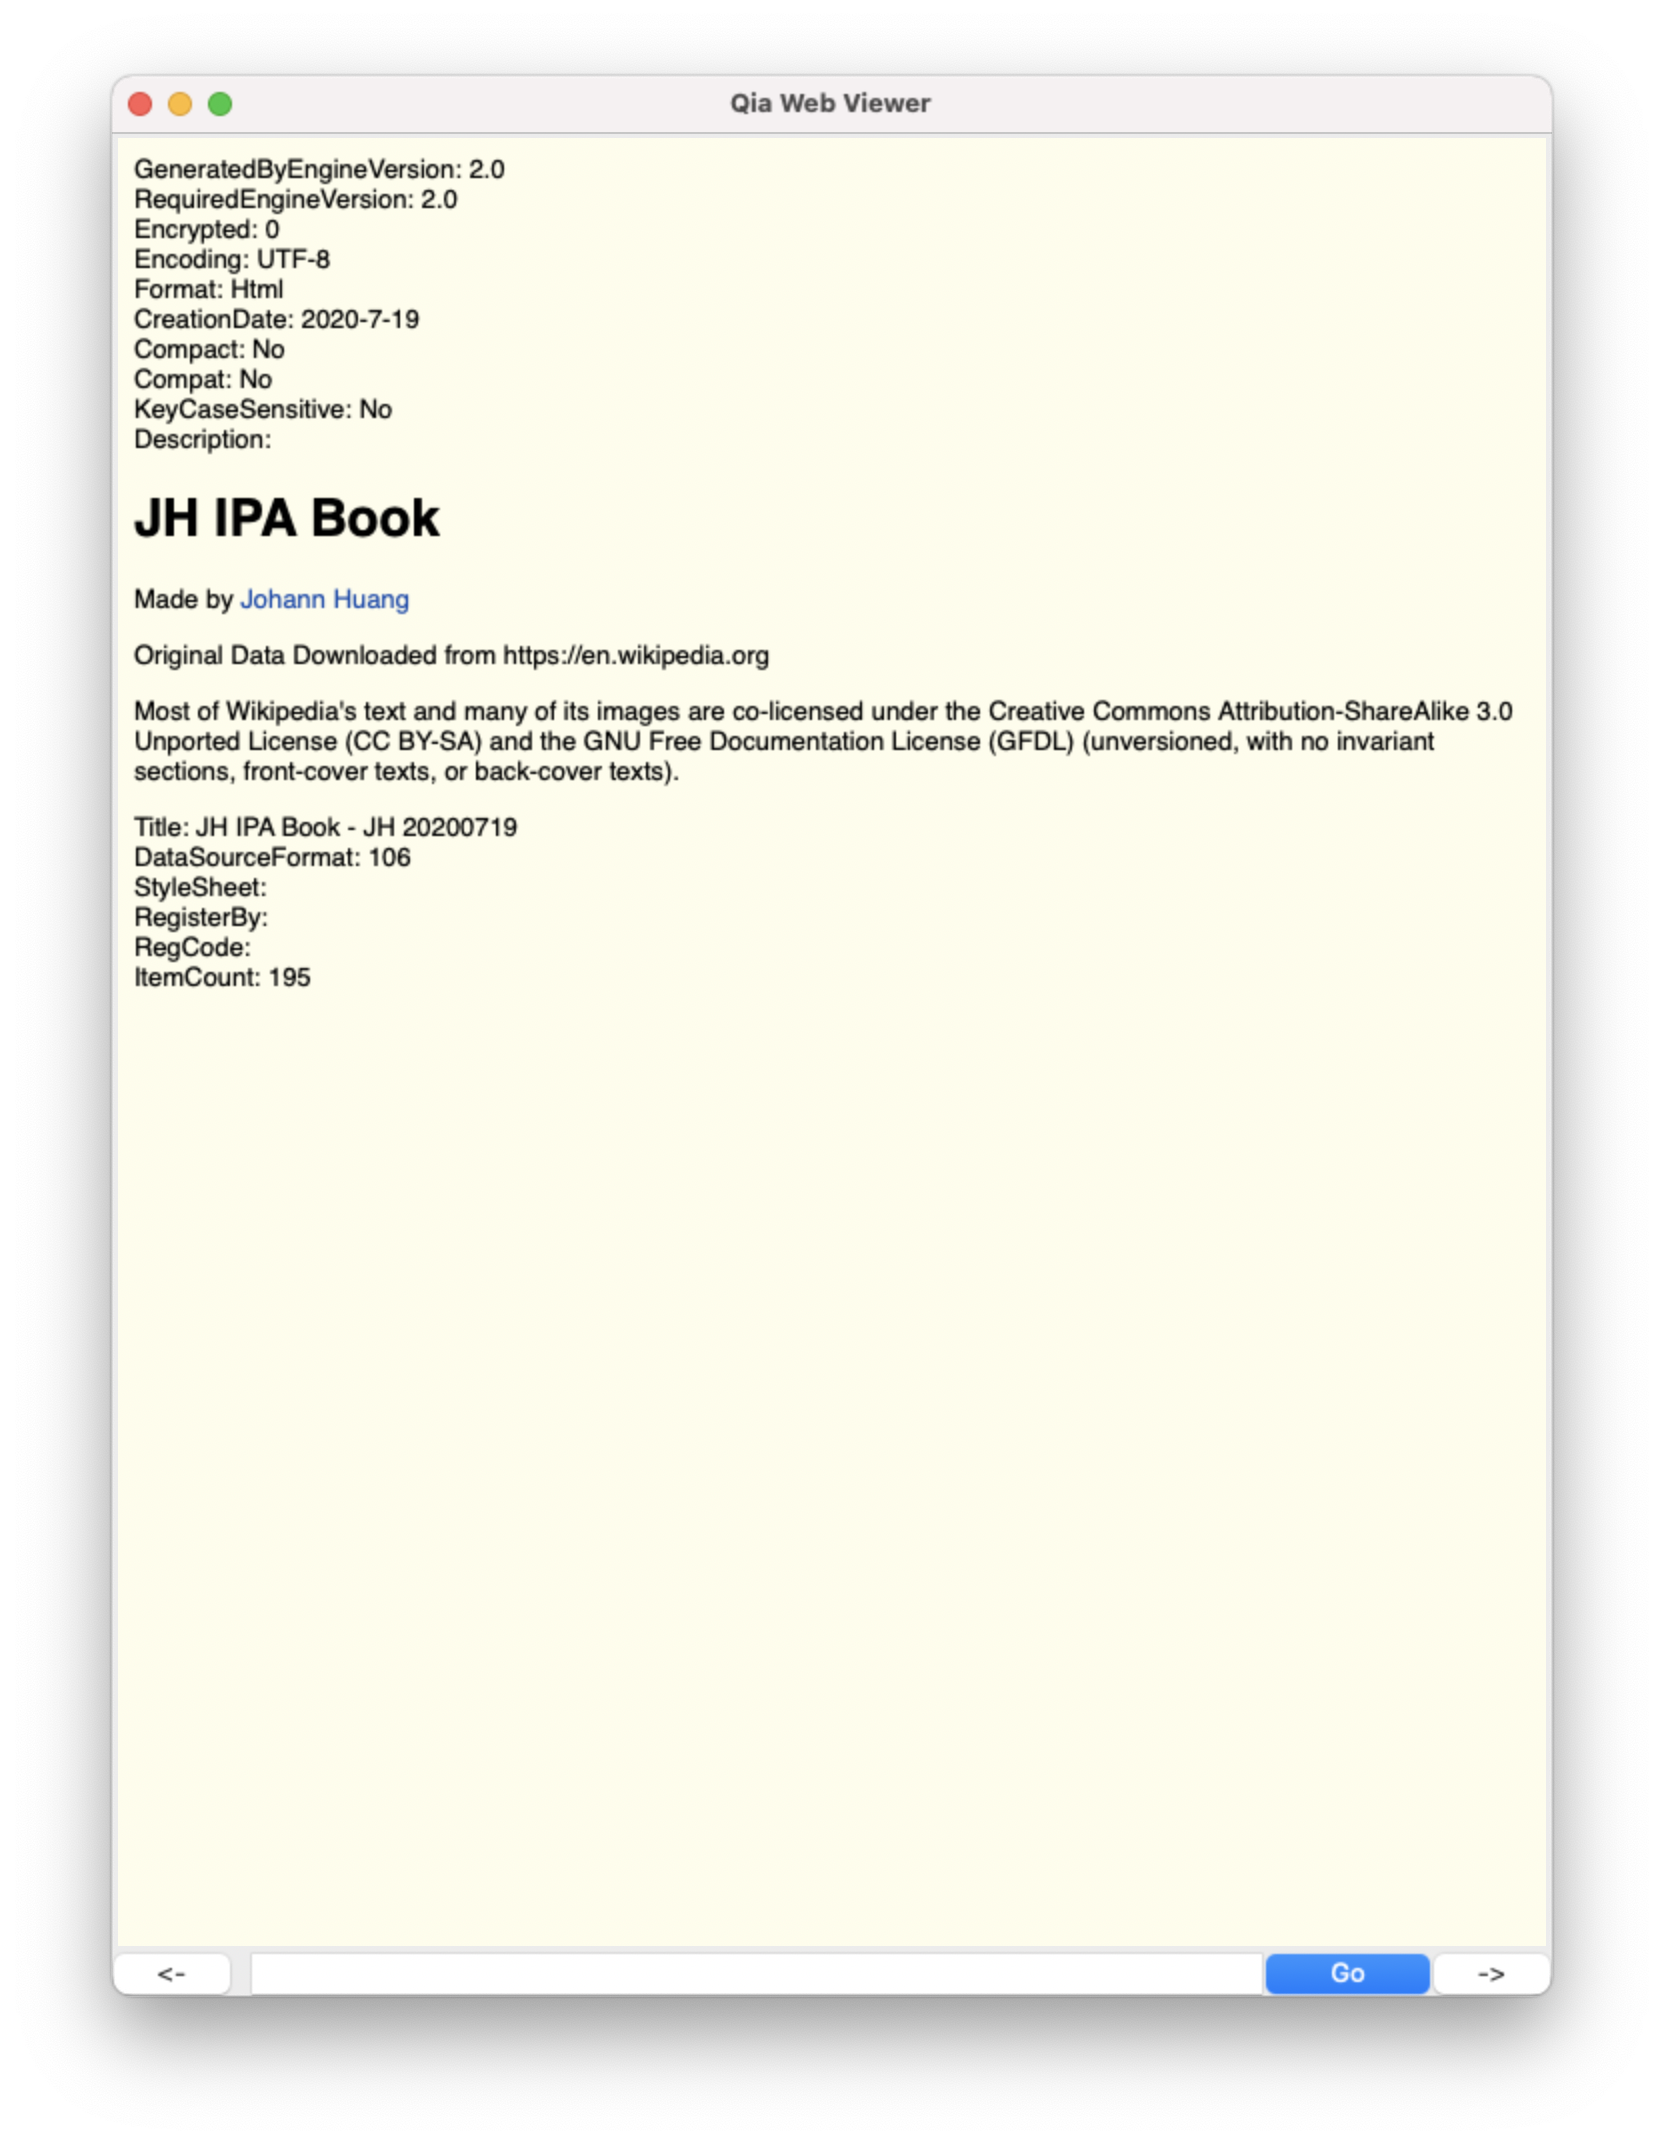 Qia Web Viewer
GeneratedByEngineVersion: 2.0
RequiredEngineVersion: 2.0
Encrypted: 0
Encoding: UTF-8
Format: Html
CreationDate: 2020-7-19
Compact: No
Compat: No
KeyCaseSensitive: No
Description:
JH IPA Book
Made by Johann Huang
Original Data Downloaded from https://en.wikipedia.org
Most of Wikipedia's text and many of its images are co-licensed under the Creative Commons Attribution-ShareAlike 3.0
Unported License (CC BY-SA) and the GNU Free Documentation License (GFDL) (unversioned, with no invariant
sections, front-cover texts, or back-cover texts).
Title: JH IPA Book - JH 20200719
DataSourceFormat: 106
StyleSheet:
RegisterBy:
RegCode:
ItemCount: 195
<- Go ->